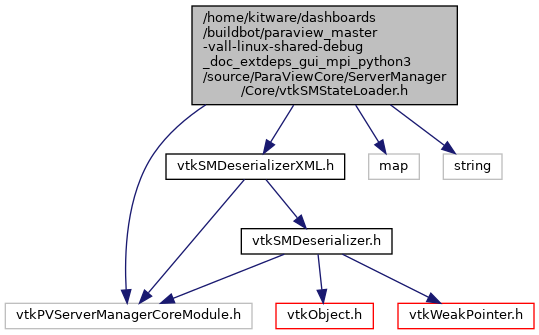 /home/kitware/dashboards
/buildbot/paraview_master
-vall-linux-shared-debug
_doc_extdeps_gui_mpi_python3
/source/ParaViewCore/ServerManager
/Core/vtkSMStateLoader.h
vtkSMDeserializerXML.h
map
string
vtkSMDeserializer.h
vtkPVServerManagerCoreModule.h
vtkObject.h
vtkWeakPointer.h